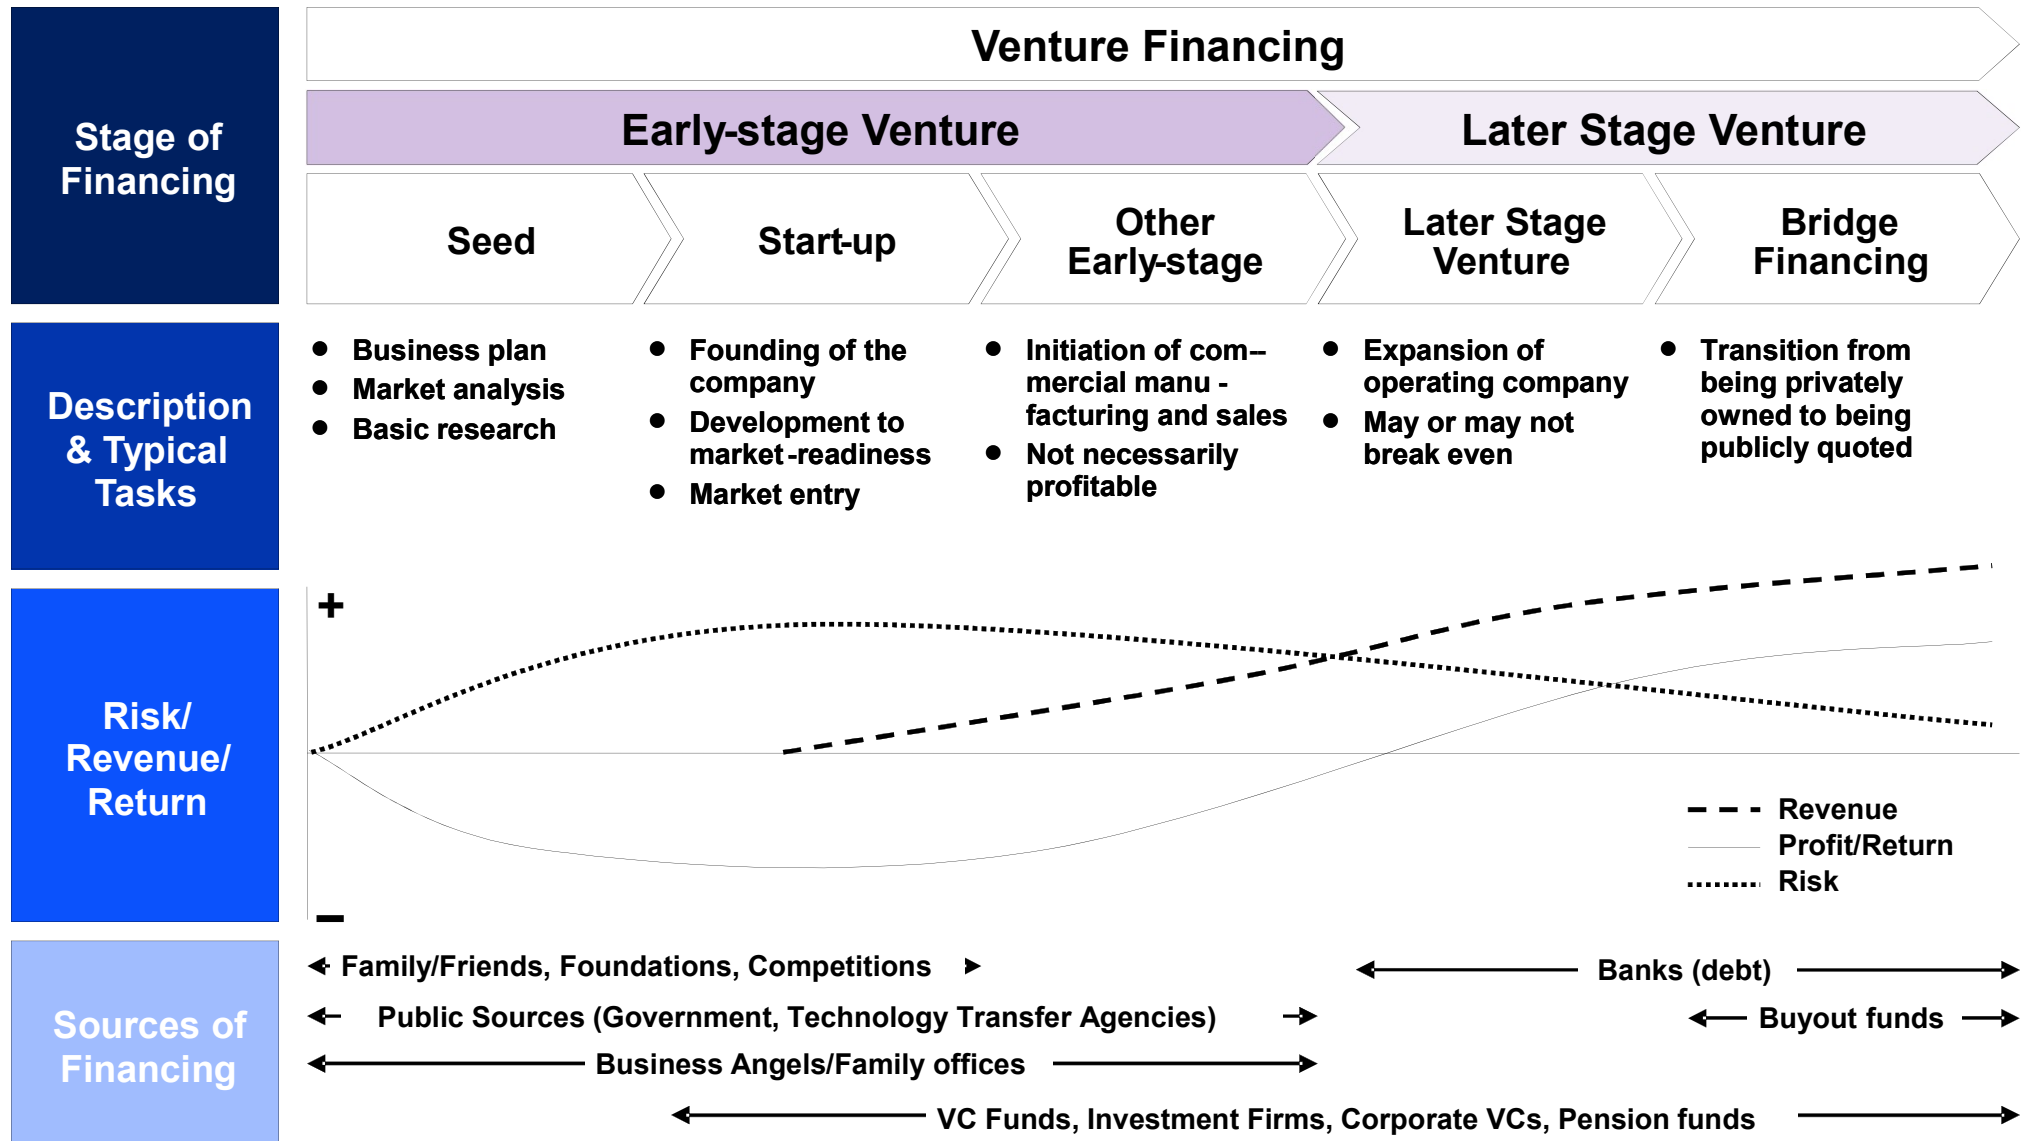 Stage of
Financing
Venture Financing
Early-stage Venture
Later Stage Venture
Seed
Start-up
Other
Early-stage
Later Stage
Venture
Bridge
Financing
Description
& Typical
Tasks
● Business plan
● Market analysis
● Basic research
● Founding of the
company
● Development to
market-readiness
● Market entry
● Initiation of com--
mercial manu -
facturing and sales
● Not necessarily
profitable
● Expansion of
operating company
● May or may not
break even
● Transition from
being privately
owned to being
publicly quoted
Risk/
Revenue/
Return
+
–
Revenue
Profit/Return
Risk
Sources of
Financing
Family/Friends, Foundations, Competitions
Banks (debt)
Public Sources (Government, Technology Transfer Agencies)
Buyout funds
Business Angels/Family offices
VC Funds, Investment Firms, Corporate VCs, Pension funds